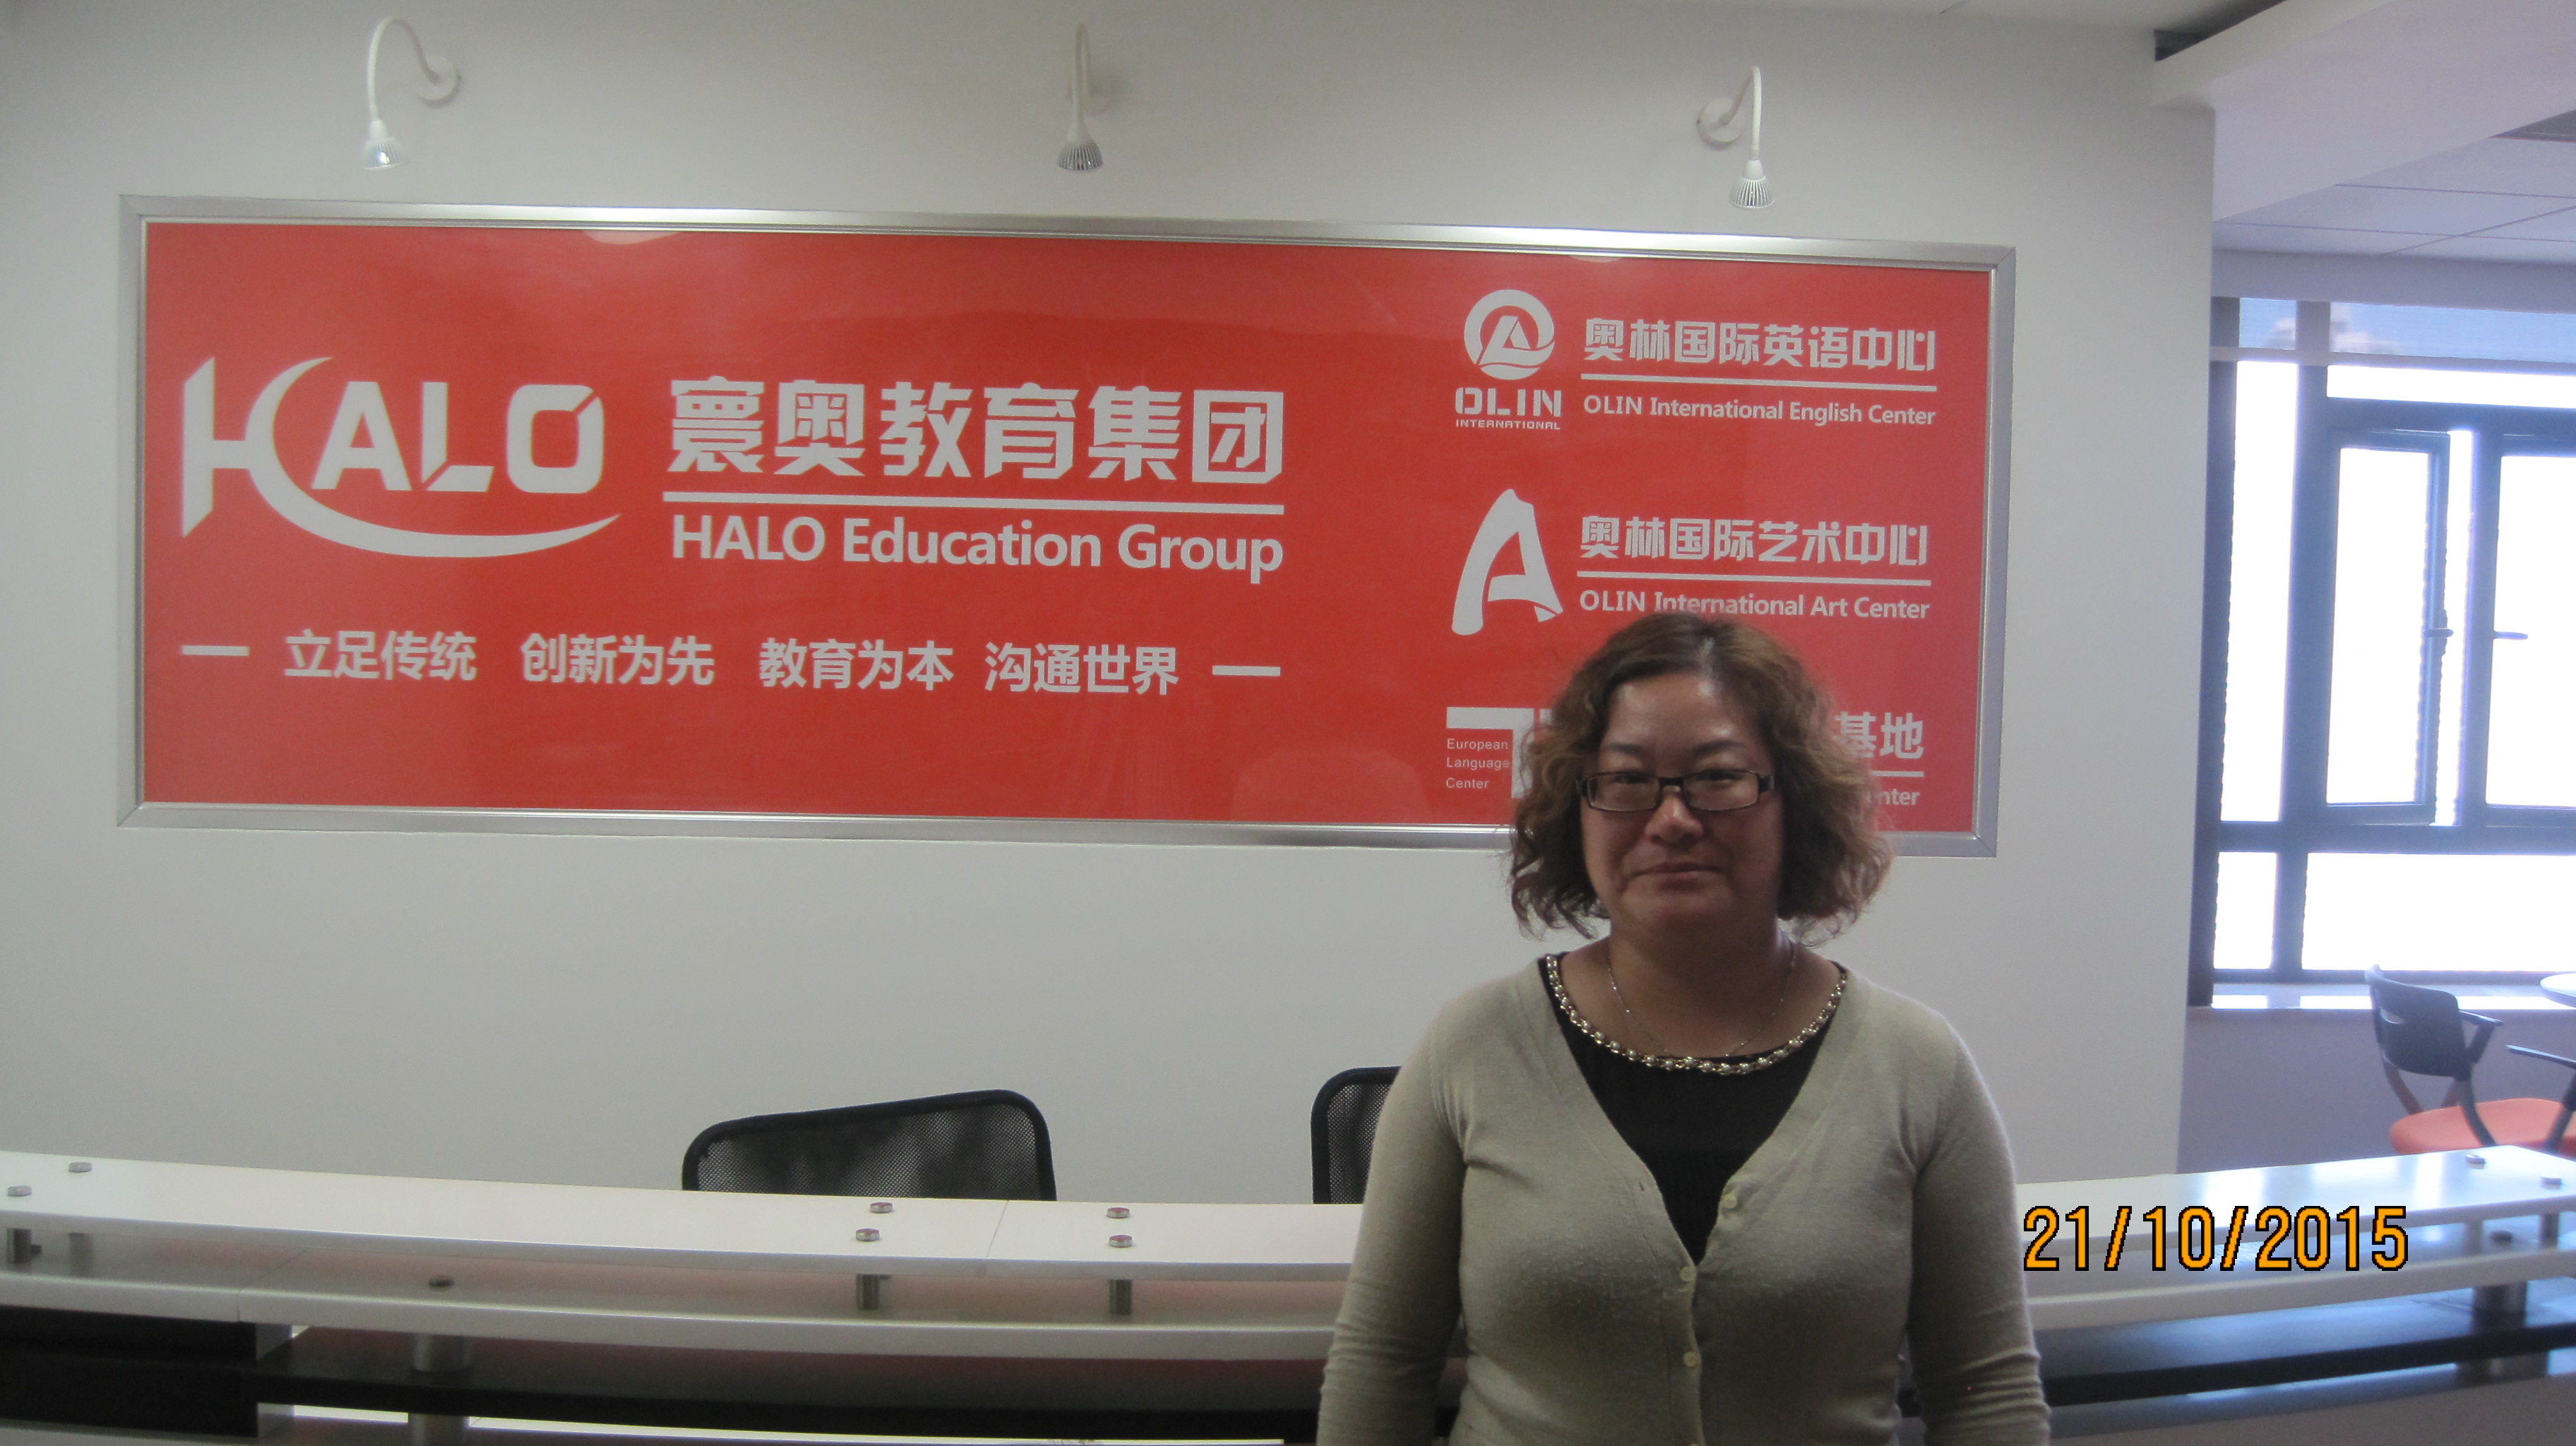 HALO
寰奥教育集团
HALO Education Group
立足传统 创新为先 教育为本 沟通世界
OLIN
INTERNATIONAL
奥林国际英语中心
OLIN International English Center
奥林国际艺术中心
OLIN International Art Center
European
Language
Center
基地
21/10/2015